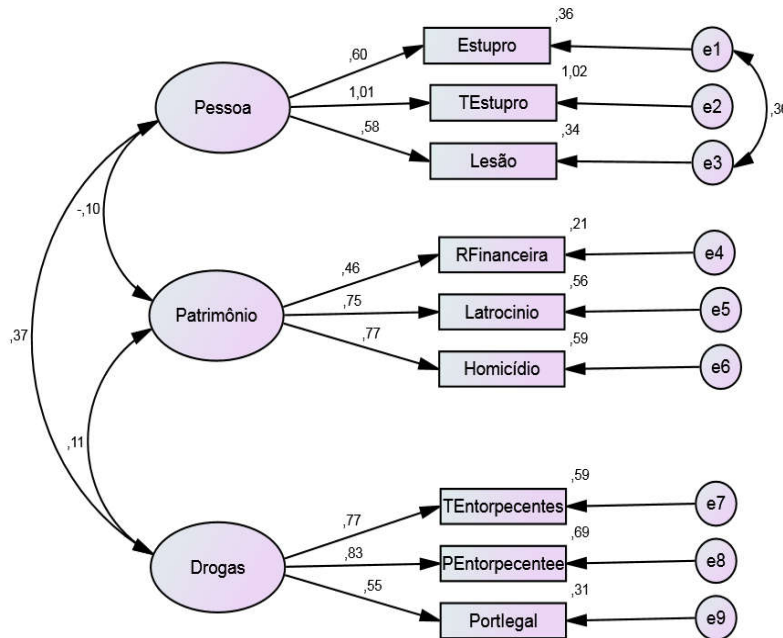 ,36
,60
Estupro
e1
1,02
1,01
TEstupro
e2
Pessoa
,34
,58
Lesão
e3
-,10
,21
,46
RFinanceira
e4
,56
,75
Latrocinio
e5
Patrimônio
,59
,77
Homicídio
e6
,37
,11
,59
,77
TEntorpecentes
e7
,69
,83
PEntorpecentee
e8
Drogas
,31
,55
Portlegal
e9